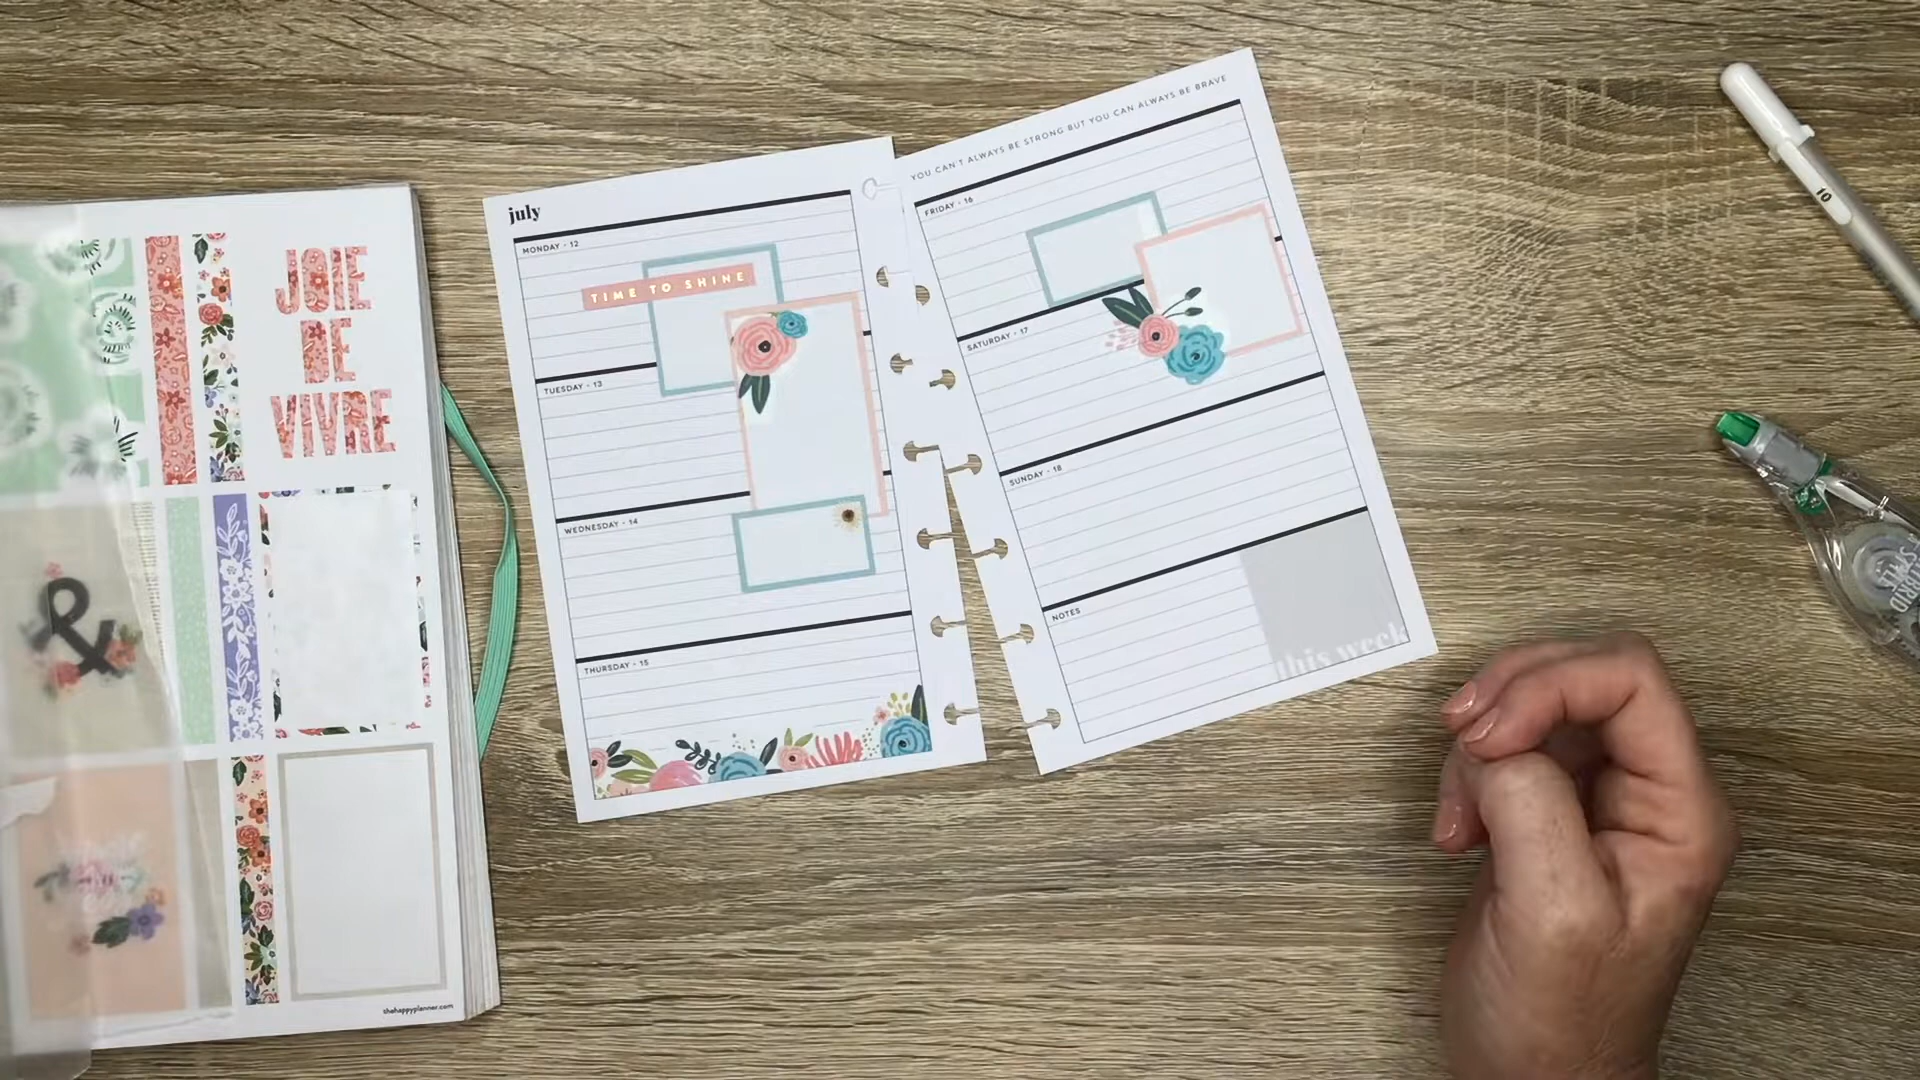 JOIE
DE
VIVRE
&
thehappyplanner.com
july
MONDAY • 12
TIME TO SHINE
TUESDAY • 13
WEDNESDAY • 14
THURSDAY • 15
YOU CAN'T ALWAYS BE STRONG BUT YOU CAN ALWAYS BE BRAVE
FRIDAY • 16
SATURDAY • 17
SUNDAY • 18
NOTES
this week
10